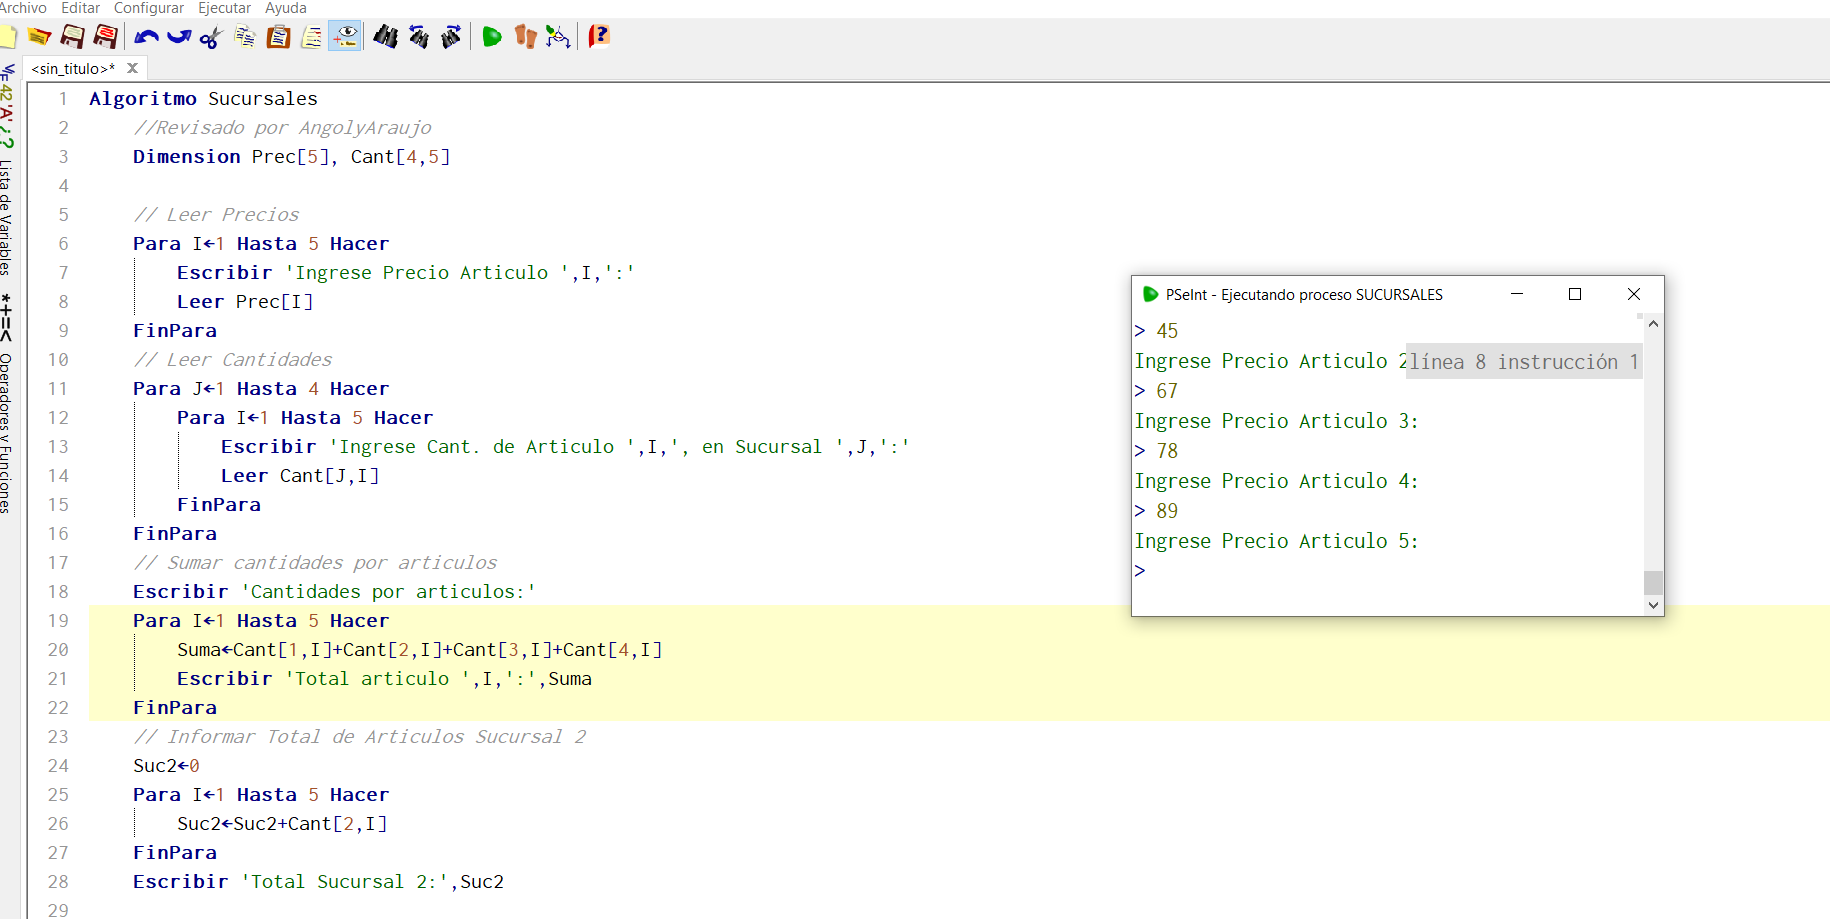 Archivo Editar Configurar Ejecutar Ayuda
<sin_titulo>*
42 'A' ¿? Lista de Variables
*+=< Operadores y Funciones
1 Algoritmo Sucursales
2 //Revisado por AngolyAraujo
3 Dimension Prec[5], Cant[4,5]
4
5 // Leer Precios
6 Para I←1 Hasta 5 Hacer
7 Escribir 'Ingrese Precio Articulo ',I,':'
8 Leer Prec[I]
9 FinPara
10 // Leer Cantidades
11 Para J←1 Hasta 4 Hacer
12 Para I←1 Hasta 5 Hacer
13 Escribir 'Ingrese Cant. de Articulo ',I,', en Sucursal ',J,':'
14 Leer Cant[J,I]
15 FinPara
16 FinPara
17 // Sumar cantidades por articulos
18 Escribir 'Cantidades por articulos:'
19 Para I←1 Hasta 5 Hacer
20 Suma←Cant[1,I]+Cant[2,I]+Cant[3,I]+Cant[4,I]
21 Escribir 'Total articulo ',I,':',Suma
22 FinPara
23 // Informar Total de Articulos Sucursal 2
24 Suc2←0
25 Para I←1 Hasta 5 Hacer
26 Suc2←Suc2+Cant[2,I]
27 FinPara
28 Escribir 'Total Sucursal 2:',Suc2
29
PSeInt - Ejecutando proceso SUCURSALES
> 45
Ingrese Precio Articulo 2
línea 8 instrucción 1
> 67
Ingrese Precio Articulo 3:
> 78
Ingrese Precio Articulo 4:
> 89
Ingrese Precio Articulo 5:
>